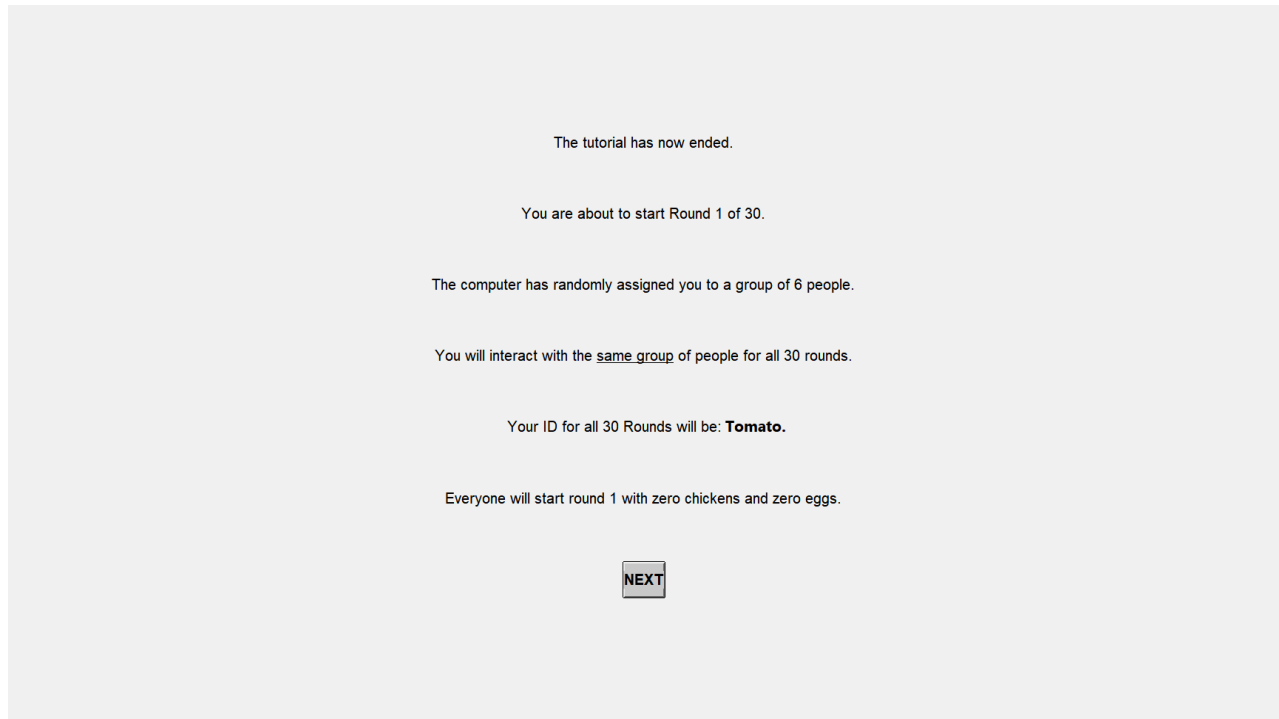 The tutorial has now ended.
You are about to start Round 1 of 30.
The computer has randomly assigned you to a group of 6 people.
You will interact with the same group of people for all 30 rounds.
Your ID for all 30 Rounds will be: Tomato.
Everyone will start round 1 with zero chickens and zero eggs.
NEXT